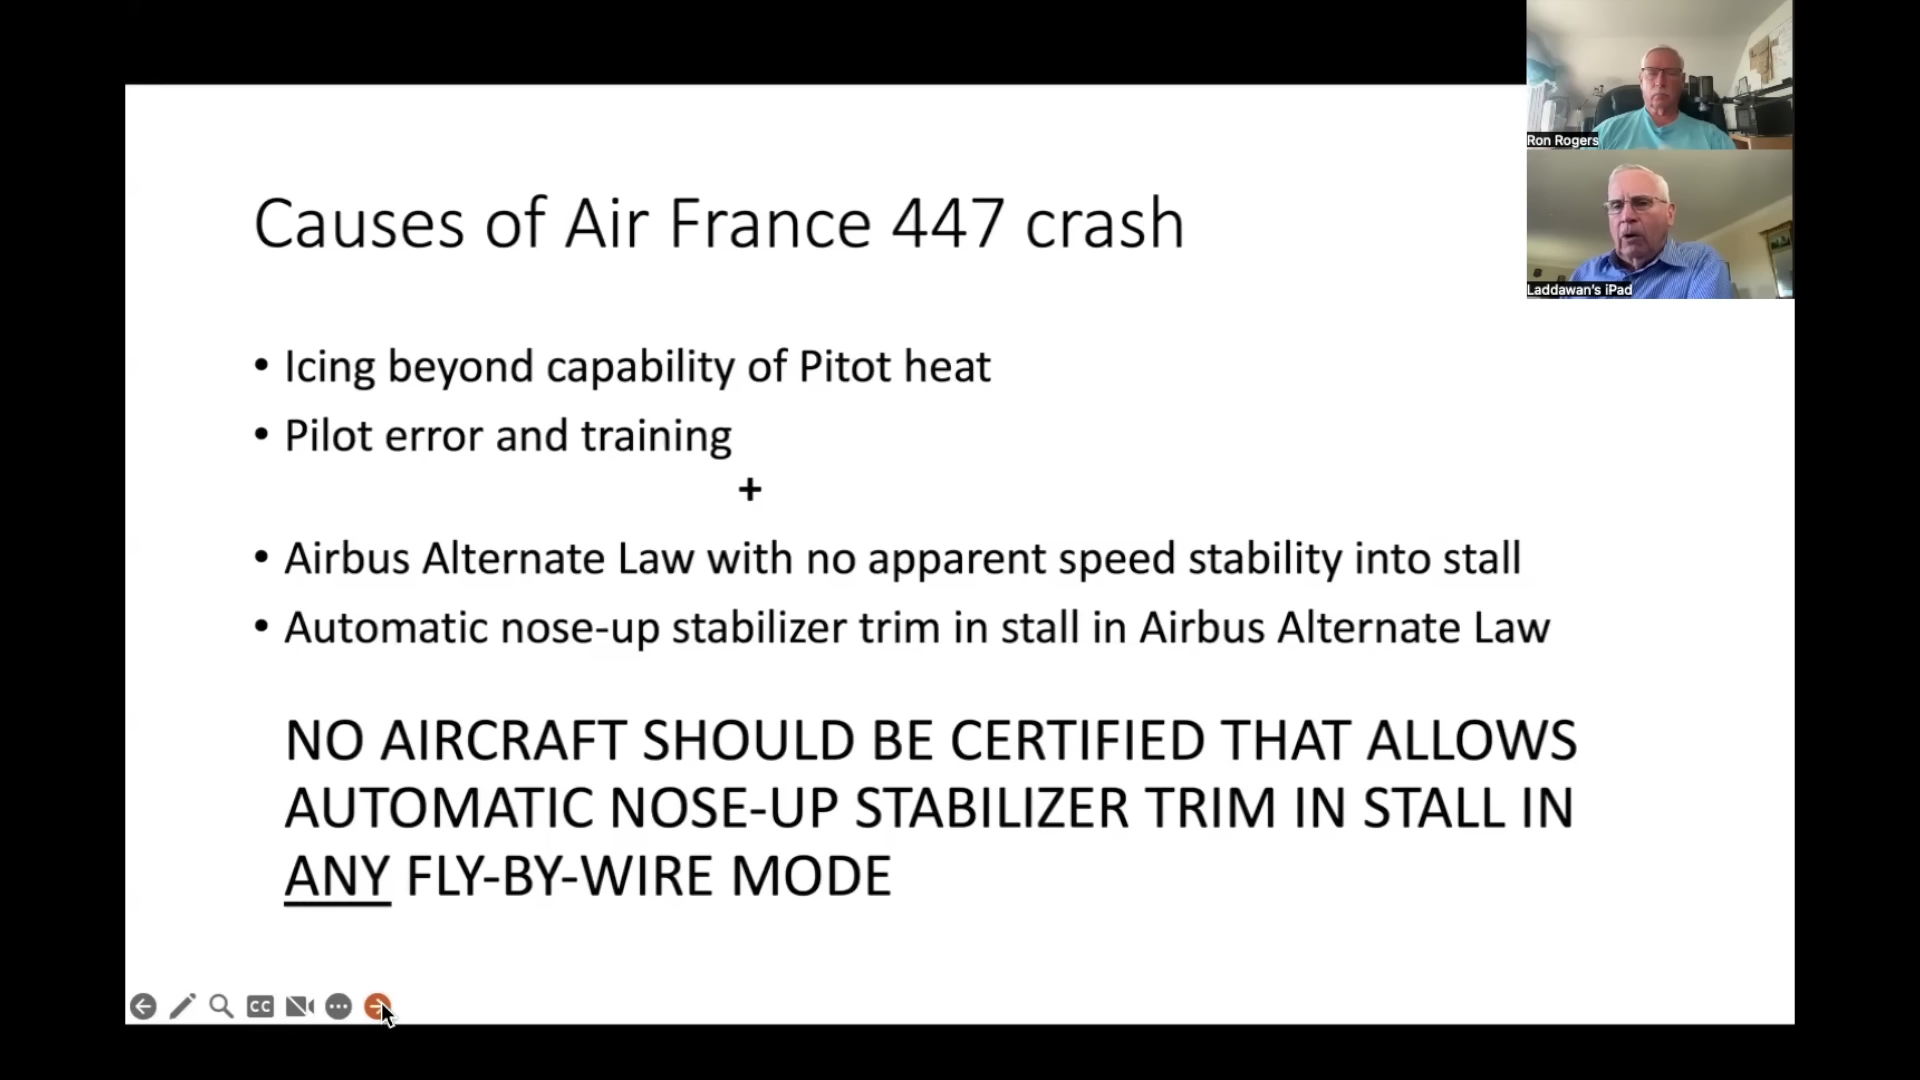 Causes of Air France 447 crash
• Icing beyond capability of Pitot heat
• Pilot error and training
+
• Airbus Alternate Law with no apparent speed stability into stall
• Automatic nose-up stabilizer trim in stall in Airbus Alternate Law
NO AIRCRAFT SHOULD BE CERTIFIED THAT ALLOWS
AUTOMATIC NOSE-UP STABILIZER TRIM IN STALL IN
ANY FLY-BY-WIRE MODE
Ron Rogers
Laddawan's iPad
CC